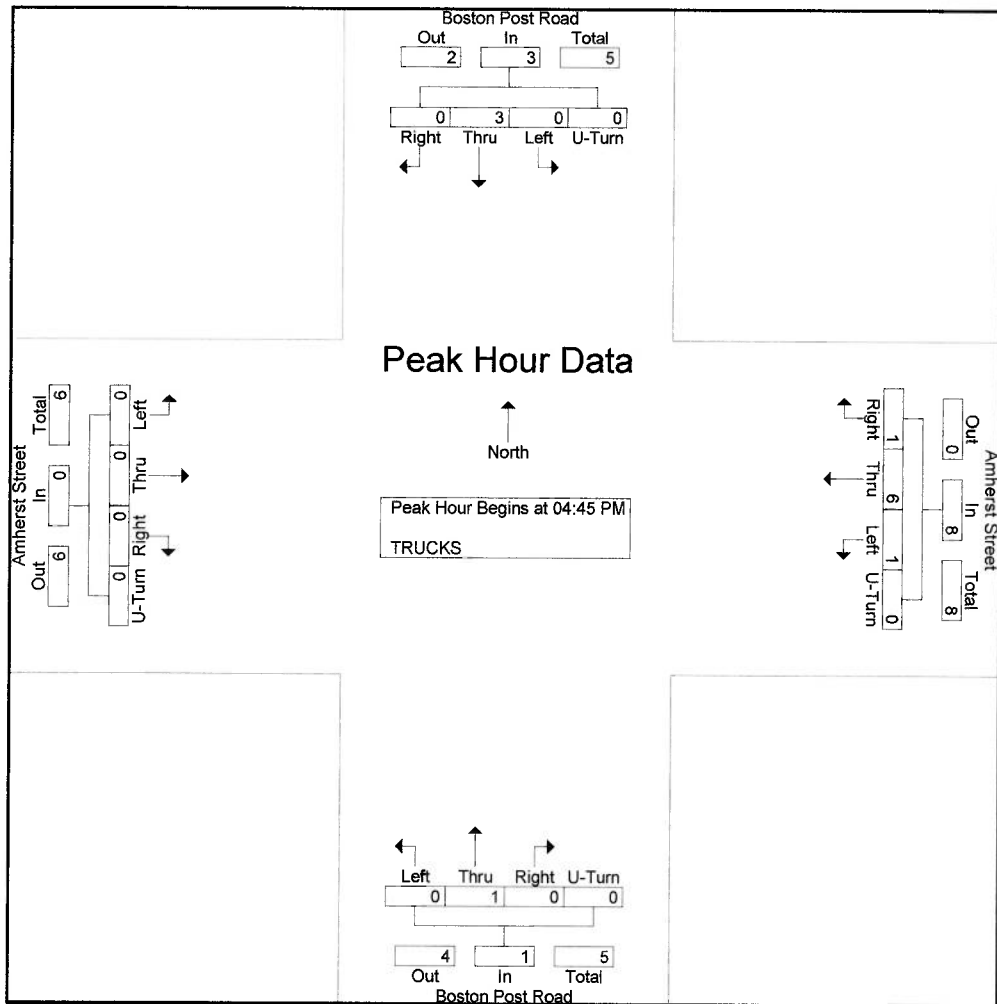 Boston Post Road
Out In Total
2 3 5
0 3 0 0
Right Thru Left U-Turn
Peak Hour Data
North
Peak Hour Begins at 04:45 PM
TRUCKS
Amherst Street
Out In Total
6 0 6
U-Turn Right Thru Left
0 0 0 0
Amherst Street
Out In Total
0 8 8
Right Thru Left U-Turn
1 6 1 0
Left Thru Right U-Turn
0 1 0 0
4 1 5
Out In Total
Boston Post Road